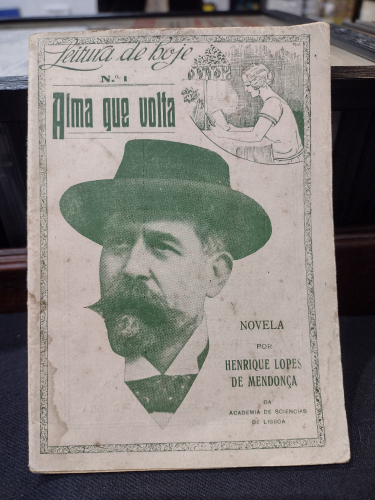 Leitura de hoje
N.º 1
Alma que volta
NOVELA
POR
HENRIQUE LOPES
DE MENDONÇA
DA
ACADEMIA DE SCIENCIAS
DE LISBOA